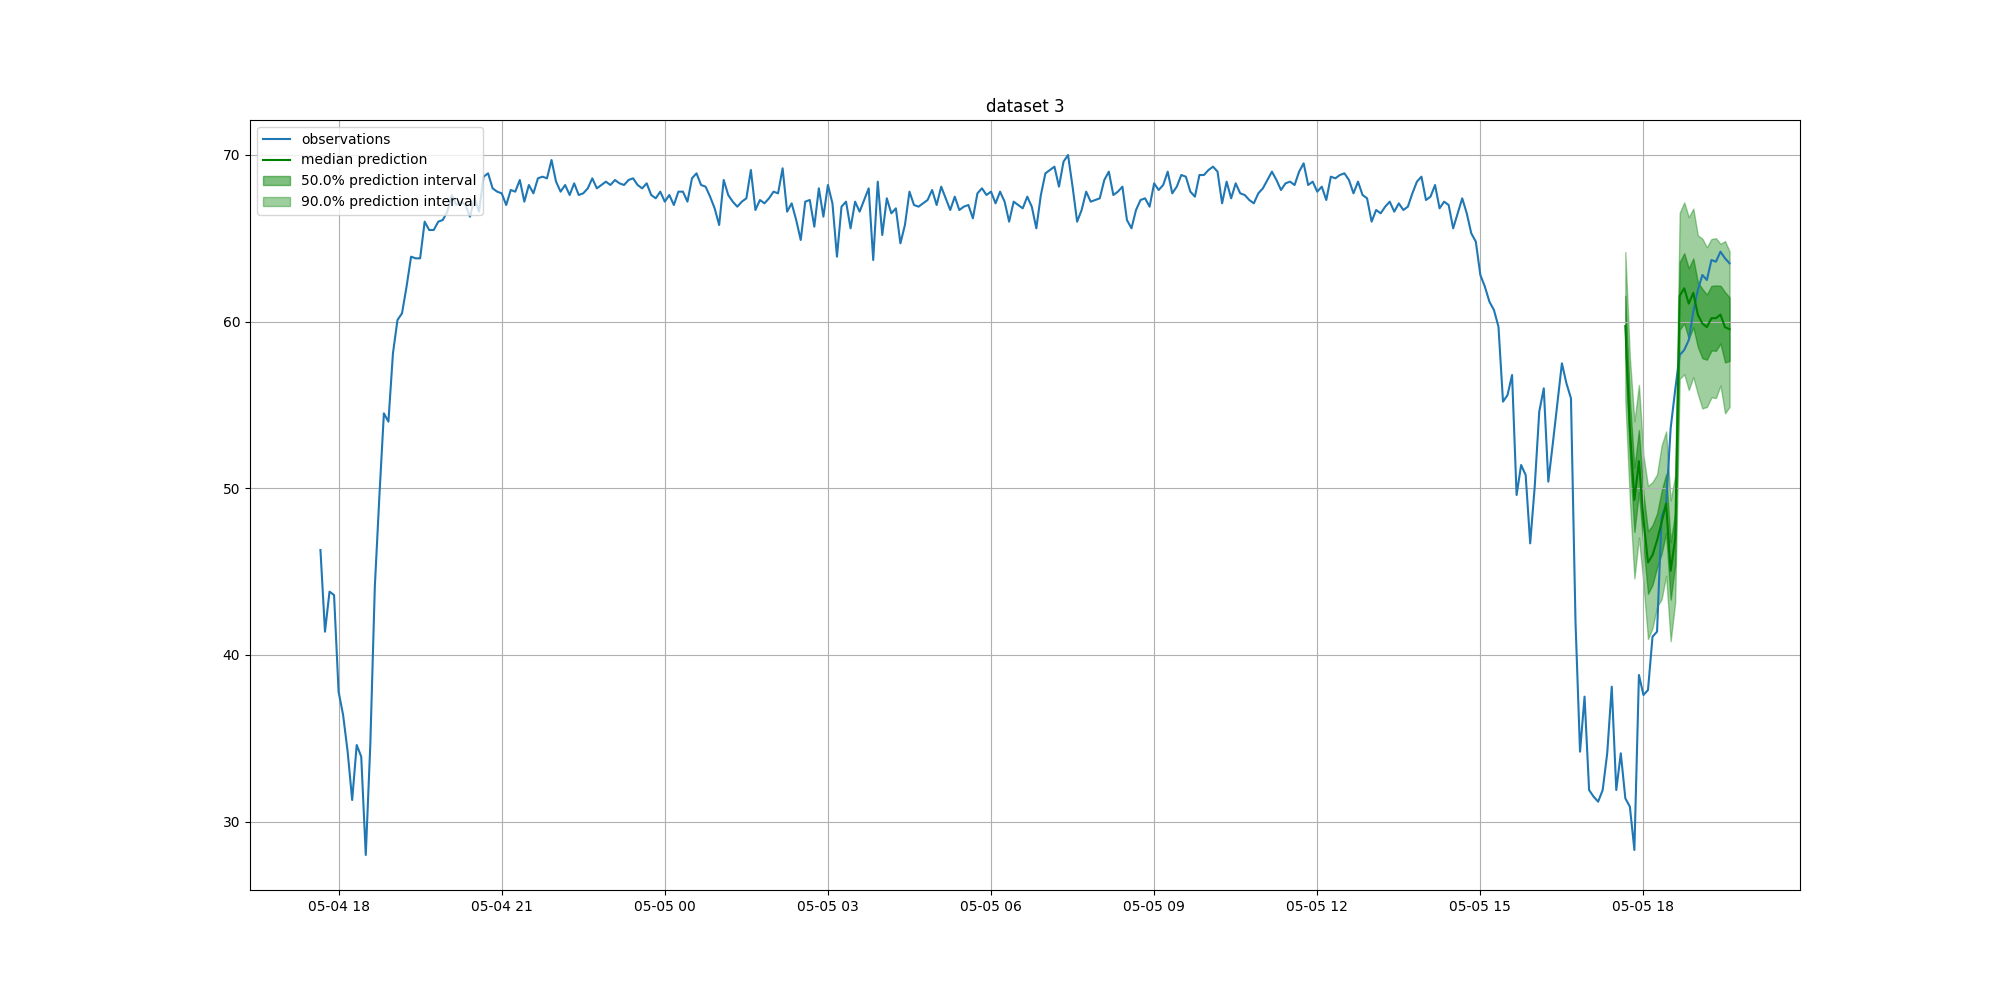 dataset 3
observations
median prediction
50.0% prediction interval
90.0% prediction interval
70
60
50
40
30
05-04 18
05-04 21
05-05 00
05-05 03
05-05 06
05-05 09
05-05 12
05-05 15
05-05 18